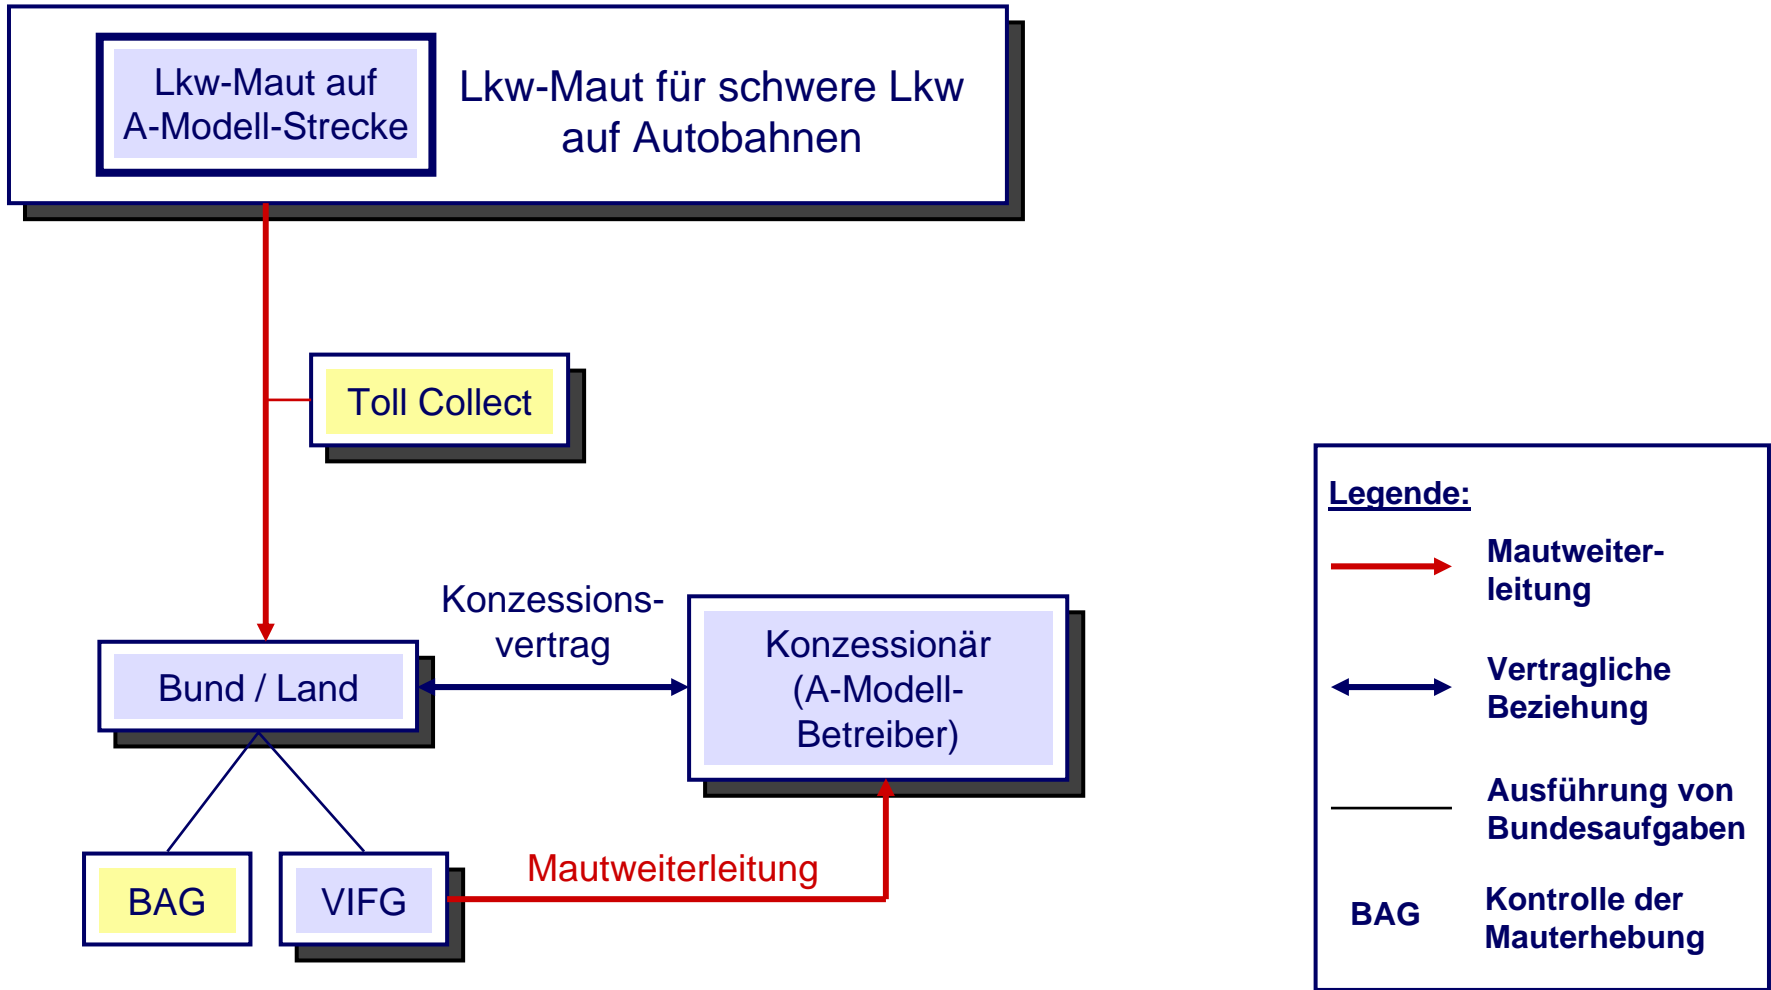 Lkw-Maut auf
A-Modell-Strecke
Lkw-Maut für schwere Lkw
auf Autobahnen
Toll Collect
Konzessions-
vertrag
Bund / Land
Konzessionär
(A-Modell-
Betreiber)
BAG
VIFG
Mautweiterleitung
Legende:
Mautweiter-
leitung
Vertragliche
Beziehung
Ausführung von
Bundesaufgaben
BAG
Kontrolle der
Mauterhebung